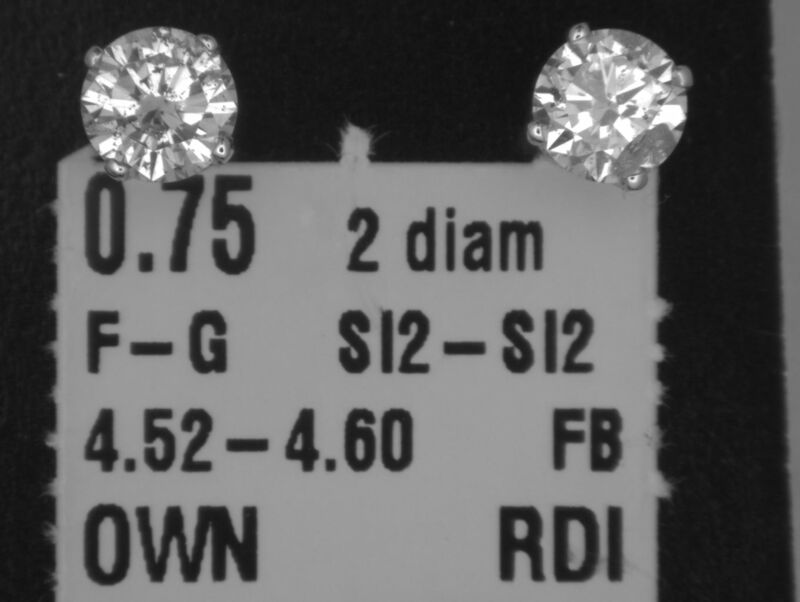 0.75 2 diam
F-G SI2-SI2
4.52-4.60 FB
OWN RDI